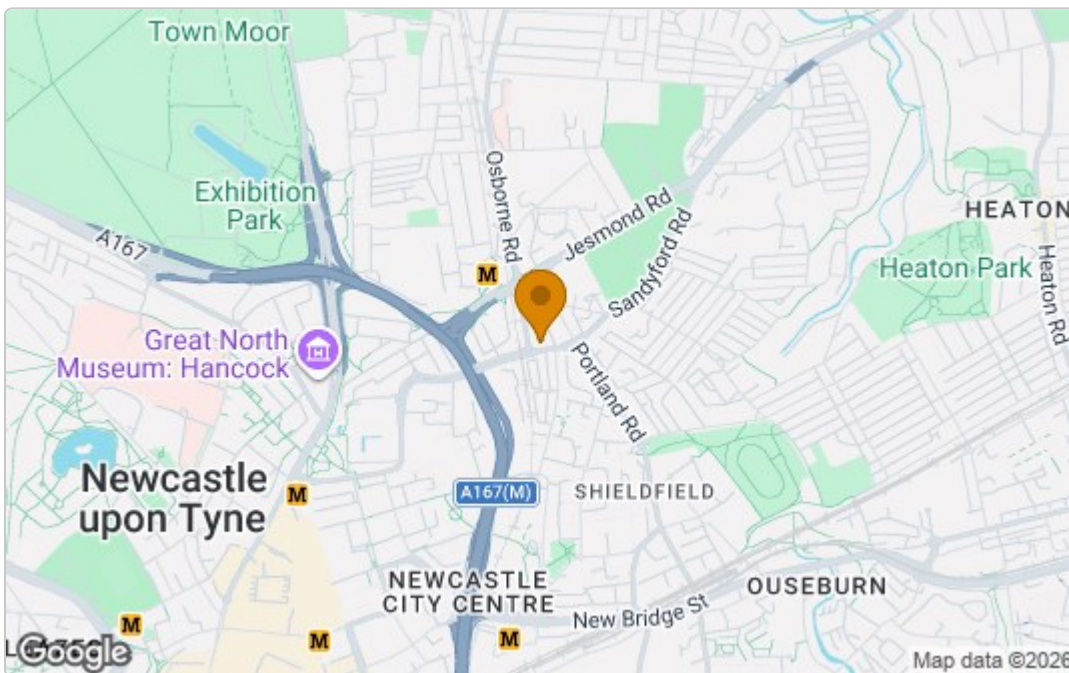 Town Moor
Osborne Rd
Exhibition
Park
Jesmond Rd
Sandyford Rd
HEATON
Heaton Park
Heaton Rd
A167
M
Great North
Museum: Hancock
Portland Rd
Newcastle
upon Tyne
M
A167(M)
SHIELDFIELD
NEWCASTLE
CITY CENTRE
OUSEBURN
New Bridge St
M
M
M
Google
Map data ©2026